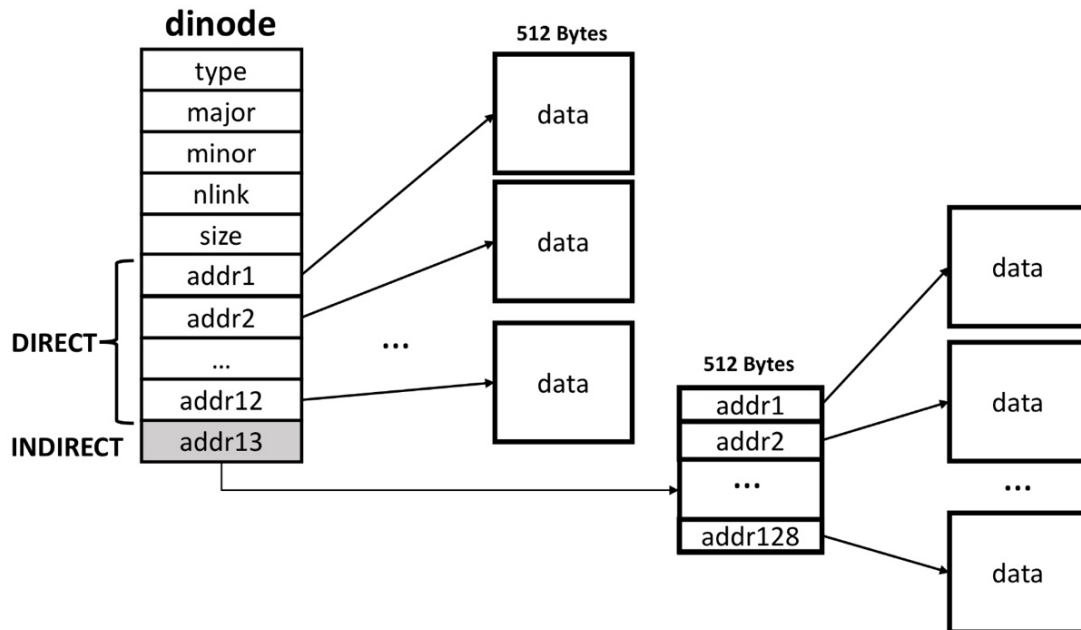 dinode
type
major
minor
nlink
size
addr1
addr2
...
addr12
addr13
DIRECT
INDIRECT
512 Bytes
data
data
...
data
512 Bytes
addr1
addr2
...
addr128
data
data
...
data